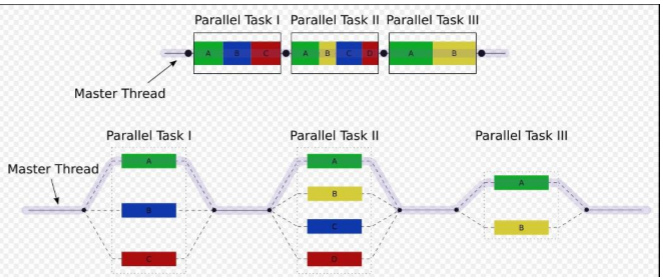 Parallel Task I Parallel Task II Parallel Task III
A B C A B C D A B
Master Thread
Parallel Task I Parallel Task II Parallel Task III
Master Thread
A A
A
B
B
C B
C D